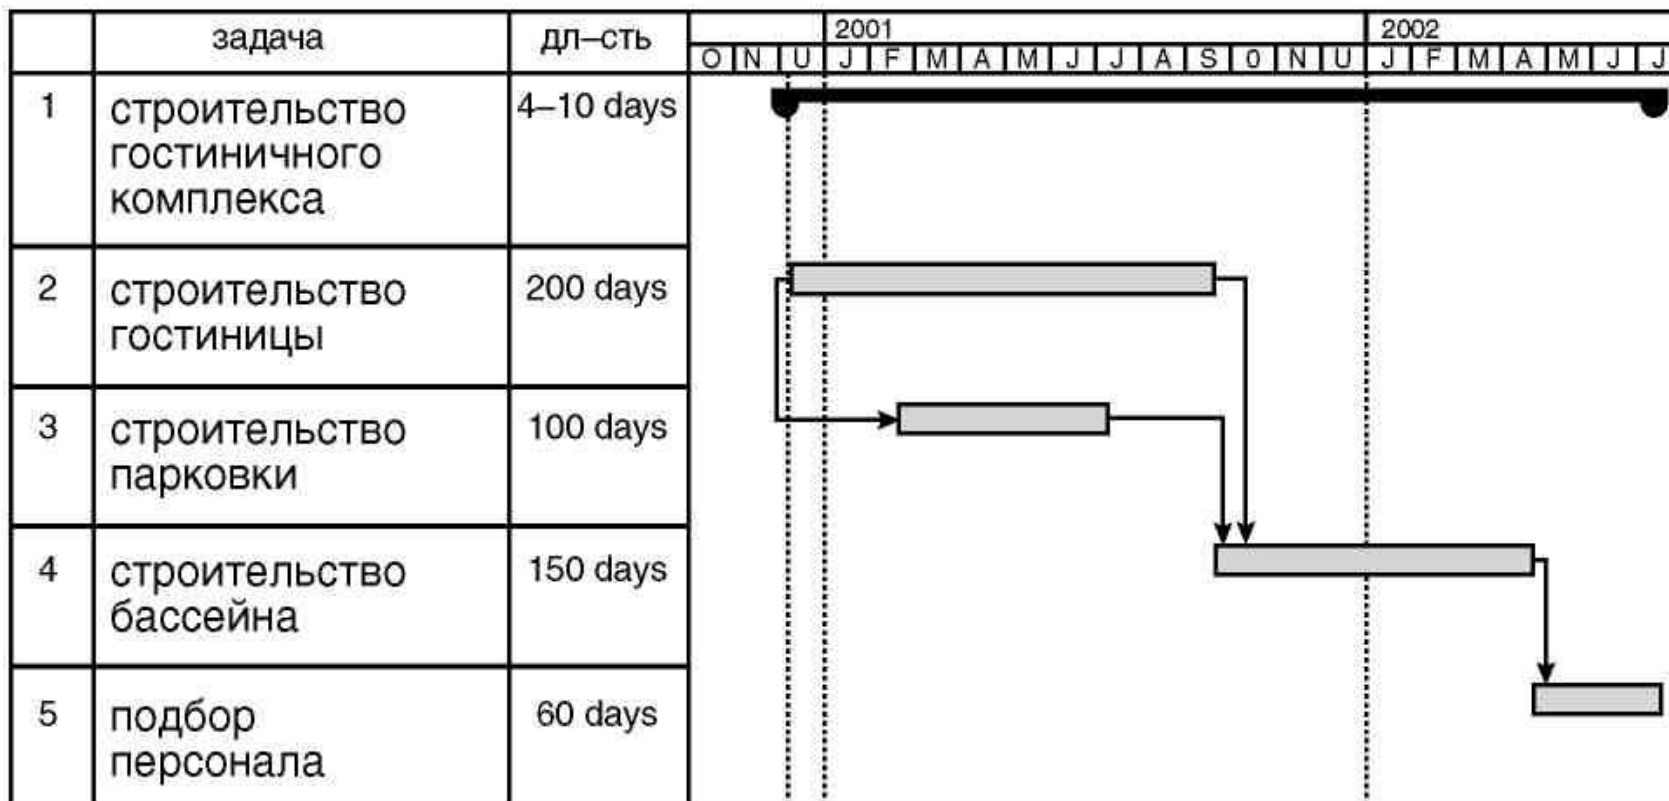 задача дл–сть 2001 2002
O N U J F M A M J J A S 0 N U J F M A M J J
1 строительство 4–10 days
гостиничного
комплекса
2 строительство 200 days
гостиницы
3 строительство 100 days
парковки
4 строительство 150 days
бассейна
5 подбор 60 days
персонала